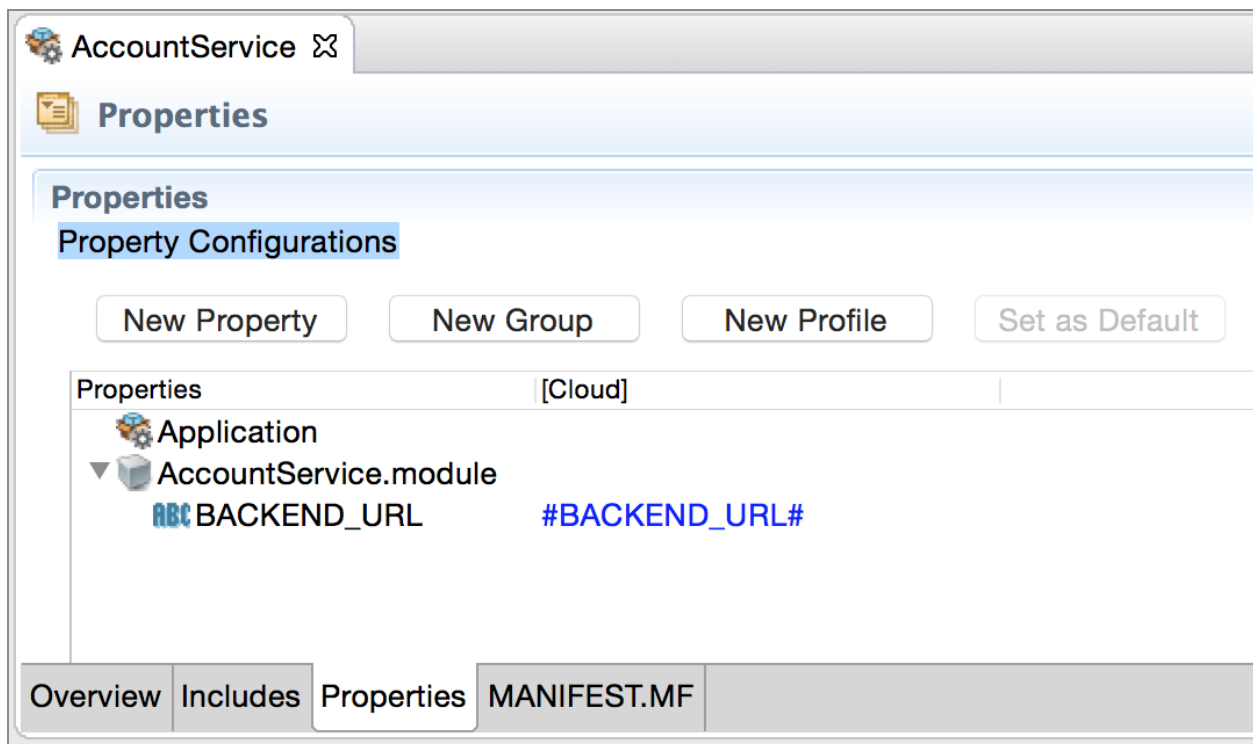 AccountService
Properties
Properties
Property Configurations
New Property New Group New Profile Set as Default
Properties [Cloud]
Application
AccountService.module
ABC BACKEND_URL #BACKEND_URL#
Overview Includes Properties MANIFEST.MF